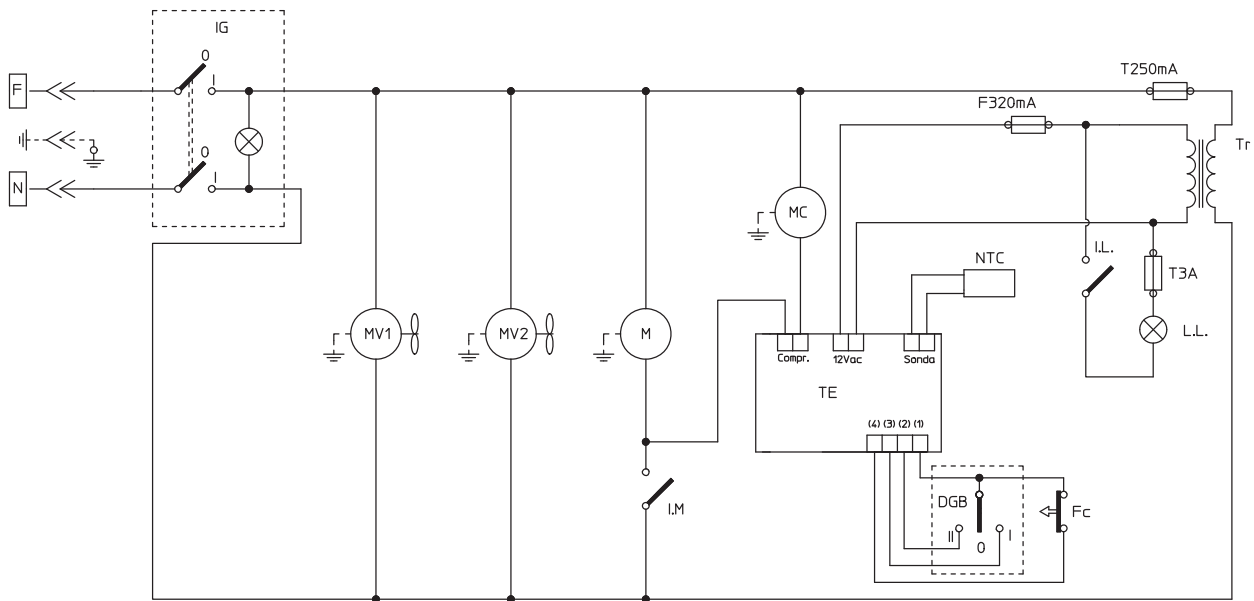 IG
0
I
F
T250mA
F320mA
Tr
0
I
N
MC
I.L.
NTC
T3A
MV1
MV2
M
L.L.
Compr.
12Vac
Sonda
TE
(4) (3) (2) (1)
I.M
DGB
Fc
II
0
I